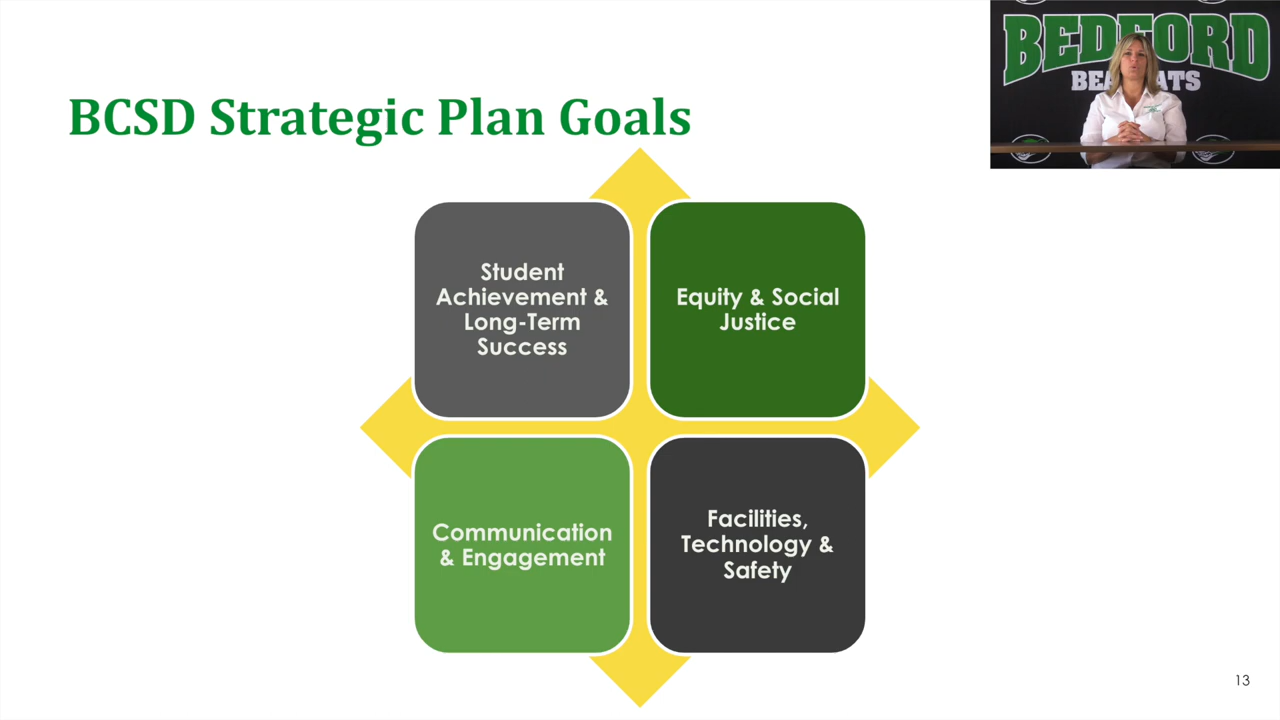 BCSD Strategic Plan Goals
BEDFORD
Student
Achievement &
Long-Term
Success
Equity & Social
Justice
Communication
& Engagement
Facilities,
Technology &
Safety
13